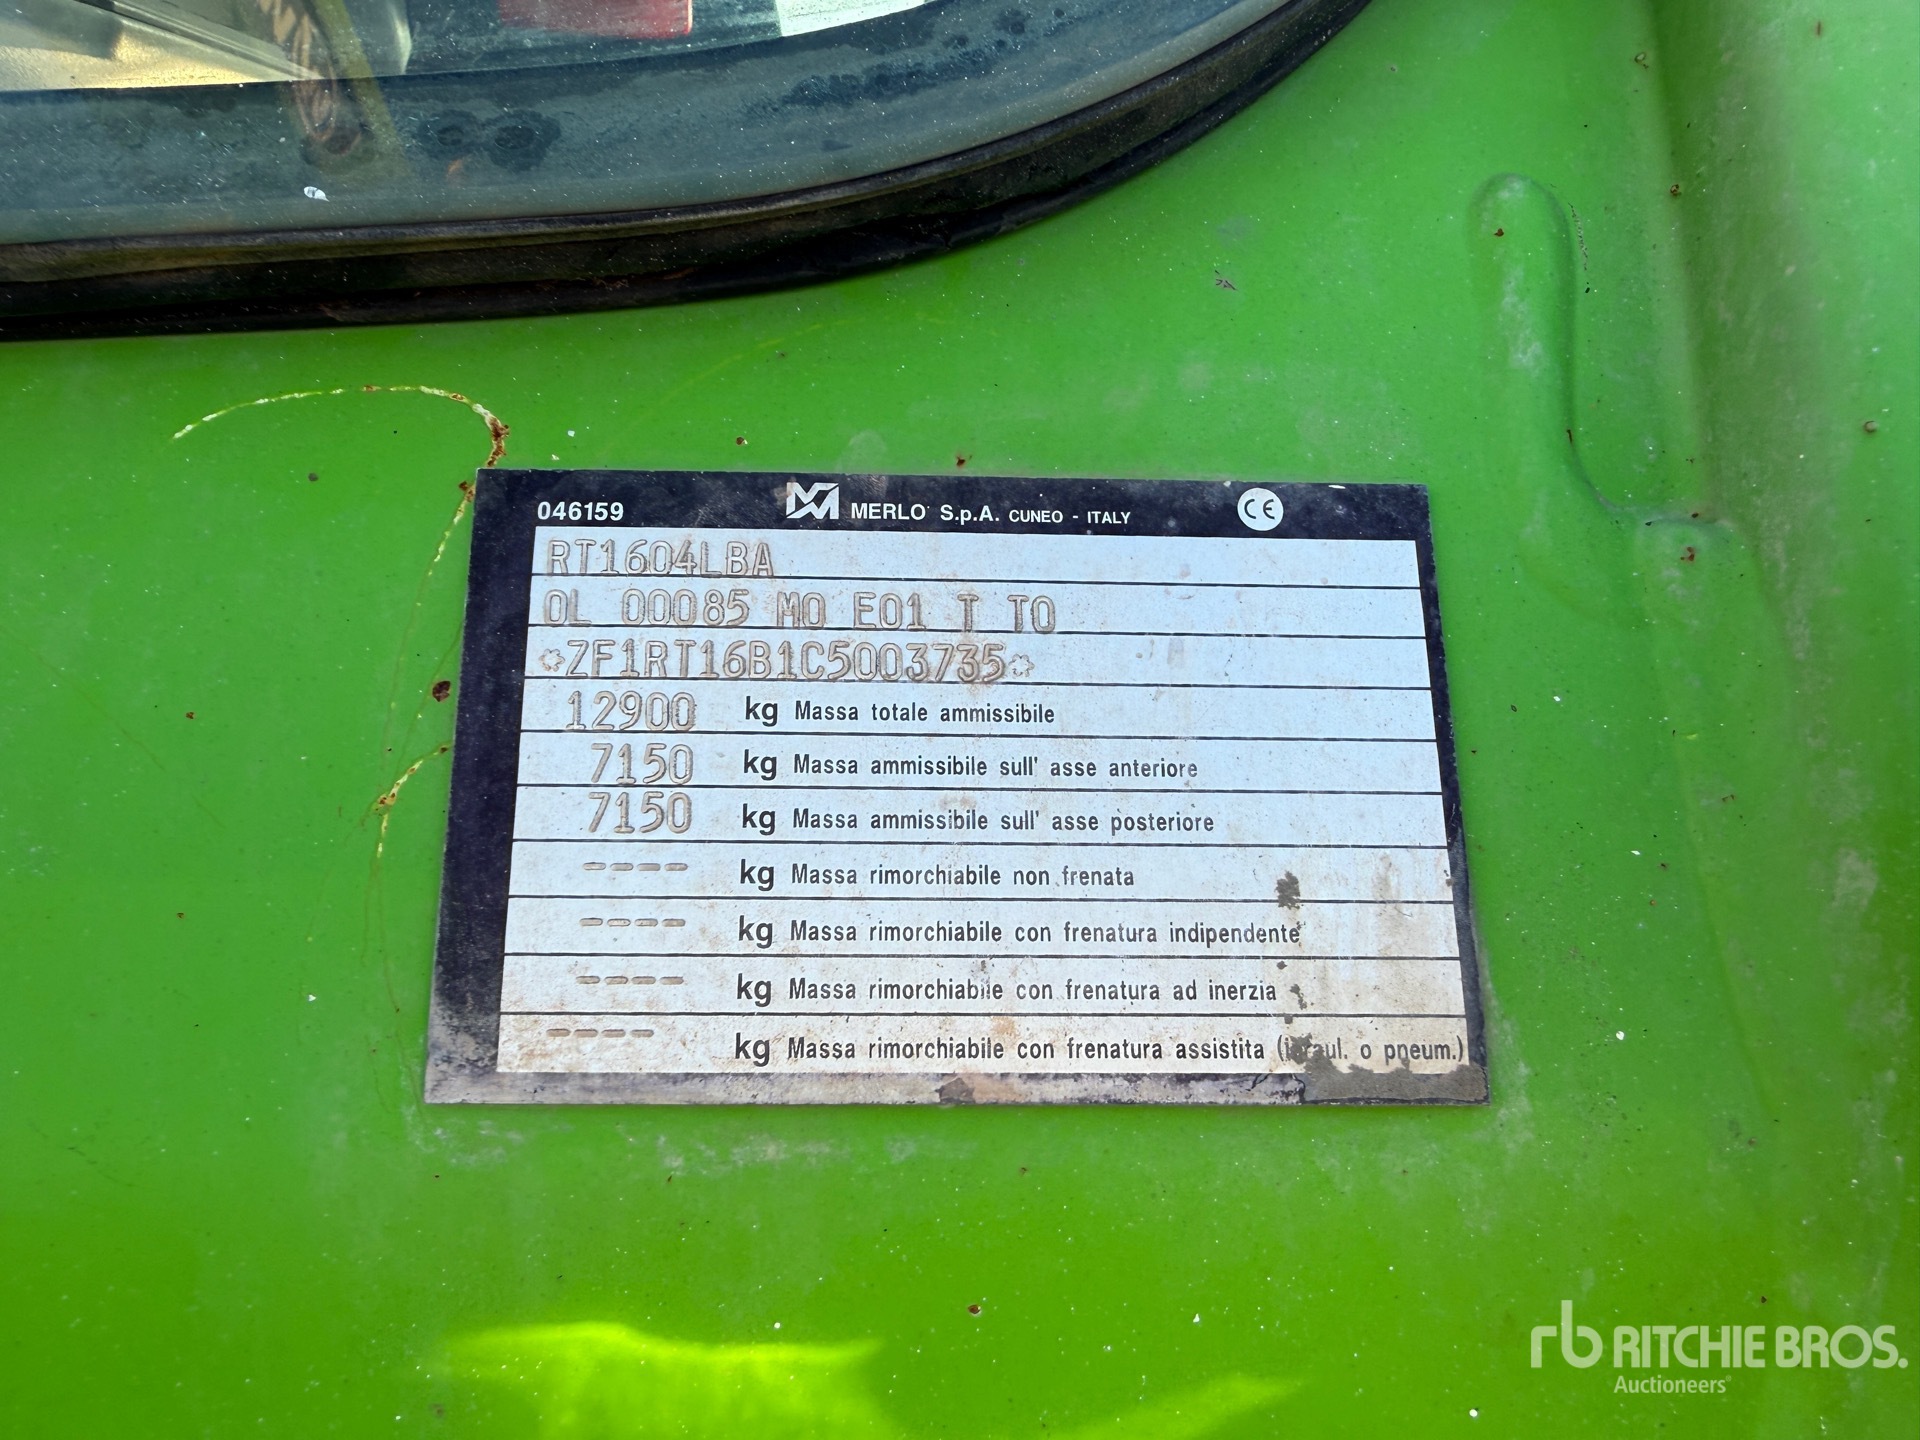 046159 MERLO S.p.A. CUNEO - ITALY CE
RT1604LBA
OL 00085 MO E01 T TO
*ZF1RT16B1C5003735*
12900 kg Massa totale ammissibile
7150 kg Massa ammissibile sull' asse anteriore
7150 kg Massa ammissibile sull' asse posteriore
---- kg Massa rimorchiabile non frenata
---- kg Massa rimorchiabile con frenatura indipendente
---- kg Massa rimorchiabile con frenatura ad inerzia
---- kg Massa rimorchiabile con frenatura assistita o pneum.)
rb RITCHIE BROS.
Auctioneers